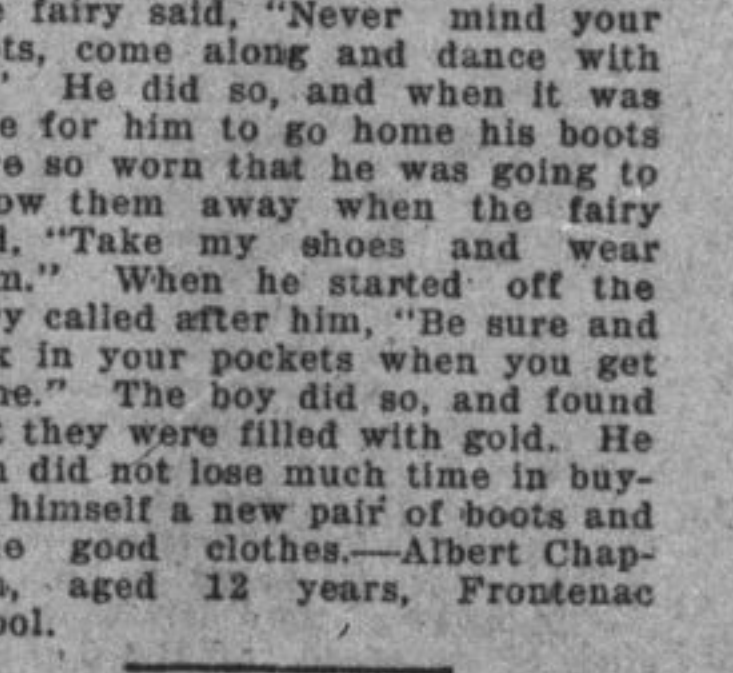 fairy said, "Never mind your
come along and dance with
He did so, and when it was
for him to go home his boots
so worn that he was going to
them away when the fairy
"Take my shoes and wear
When he started off the
called after him, "Be sure and
in your pockets when you get
The boy did so, and found
they were filled with gold. He
did not lose much time in buy-
himself a new pair of boots and
good clothes.—Albert Chap-
aged 12 years, Frontenac